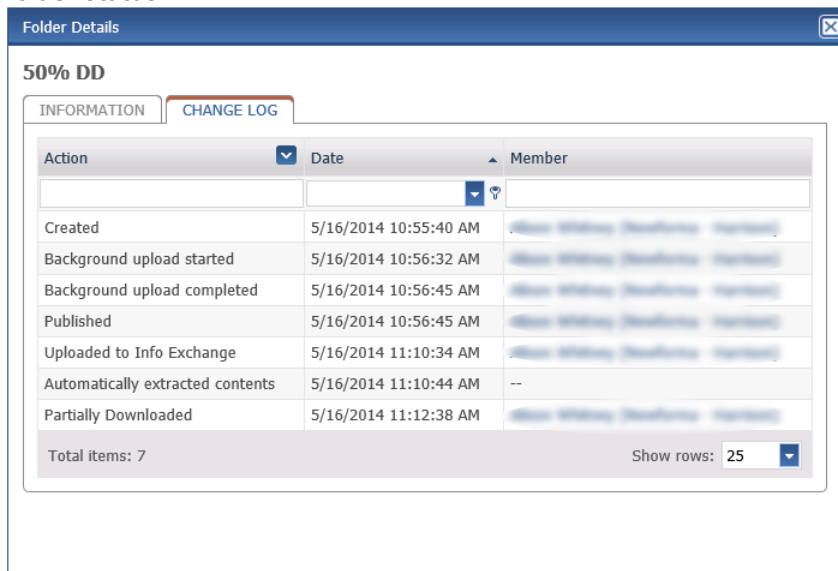 Folder Details
50% DD
INFORMATION CHANGE LOG
Action Date Member
Created 5/16/2014 10:55:40 AM
Background upload started 5/16/2014 10:56:32 AM
Background upload completed 5/16/2014 10:56:45 AM
Published 5/16/2014 10:56:45 AM
Uploaded to Info Exchange 5/16/2014 11:10:34 AM
Automatically extracted contents 5/16/2014 11:10:44 AM --
Partially Downloaded 5/16/2014 11:12:38 AM
Total items: 7 Show rows: 25